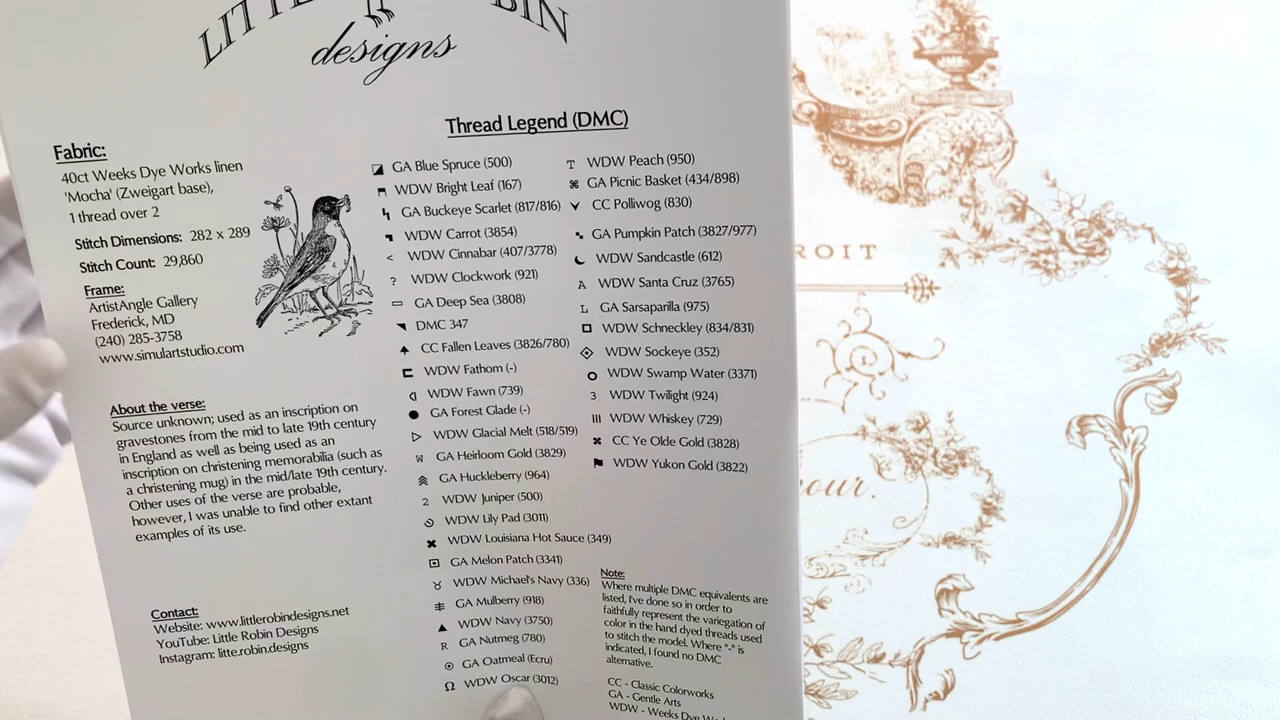 LITTLE ROBIN
designs
Thread Legend (DMC)
Fabric:
40ct Weeks Dye Works linen
'Mocha' (Zweigart base),
1 thread over 2
Stitch Dimensions: 282 x 289
Stitch Count: 29,860
Frame:
ArtistAngle Gallery
Frederick, MD
(240) 285-3758
www.simulartstudio.com
About the verse:
Source unknown; used as an inscription on
gravestones from the mid to late 19th century
in England as well as being used as an
inscription on christening memorabilia (such as
a christening mug) in the mid/late 19th century.
Other uses of the verse are probable,
however, I was unable to find other extant
examples of its use.
Contact:
Website: www.littlerobindesigns.net
YouTube: Little Robin Designs
Instagram: litte.robin.designs
GA Blue Spruce (500)
WDW Bright Leaf (167)
GA Buckeye Scarlet (817/816)
WDW Carrot (3854)
< WDW Cinnabar (407/3778)
? WDW Clockwork (921)
GA Deep Sea (3808)
DMC 347
CC Fallen Leaves (3826/780)
WDW Fathom (-)
WDW Fawn (739)
GA Forest Glade (-)
WDW Glacial Melt (518/519)
W GA Heirloom Gold (3829)
GA Huckleberry (964)
2 WDW Juniper (500)
WDW Lily Pad (3011)
WDW Louisiana Hot Sauce (349)
GA Melon Patch (3341)
WDW Michael's Navy (336)
GA Mulberry (918)
WDW Navy (3750)
R GA Nutmeg (780)
GA Oatmeal (Ecru)
Ω WDW Oscar (3012)
T WDW Peach (950)
⌘ GA Picnic Basket (434/898)
CC Polliwog (830)
GA Pumpkin Patch (3827/977)
WDW Sandcastle (612)
A WDW Santa Cruz (3765)
L GA Sarsaparilla (975)
WDW Schneckley (834/831)
WDW Sockeye (352)
WDW Swamp Water (3371)
3 WDW Twilight (924)
WDW Whiskey (729)
CC Ye Olde Gold (3828)
WDW Yukon Gold (3822)
Note:
Where multiple DMC equivalents are
listed, I've done so in order to
faithfully represent the variegation of
color in the hand dyed threads used
to stitch the model. Where "-" is
indicated, I found no DMC
alternative.
CC - Classic Colorworks
GA - Gentle Arts
WDW - Weeks Dye
ROIT